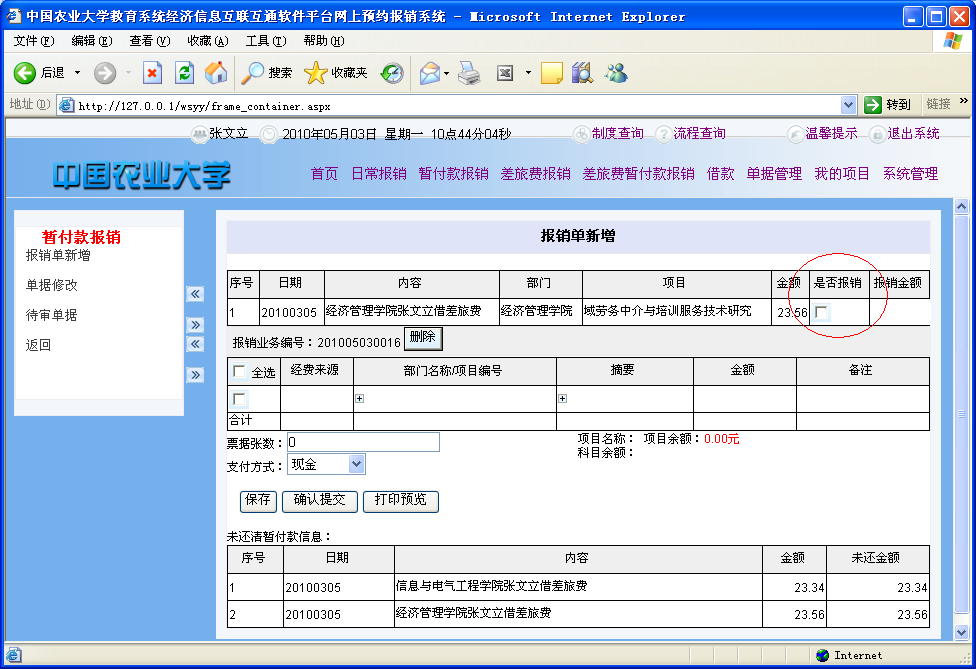 中国农业大学教育系统经济信息互联互通软件平台网上预约报销系统 - Microsoft Internet Explorer
文件(F) 编辑(E) 查看(V) 收藏(A) 工具(T) 帮助(H)
后退 搜索 收藏夹
地址(D) http://127.0.0.1/wsyy/frame_container.aspx 转到 链接 »
张文立 2010年05月03日 星期一 10点44分04秒 制度查询 流程查询 温馨提示 退出系统
中国农业大学 首页 日常报销 暂付款报销 差旅费报销 差旅费暂付款报销 借款 单据管理 我的项目 系统管理
暂付款报销
报销单新增
单据修改
待审单据
返回
报销单新增
序号 日期 内容 部门 项目 金额 是否报销 报销金额
1 20100305 经济管理学院张文立借差旅费 经济管理学院 域劳务中介与培训服务技术研究 23.56
报销业务编号：201005030016 删除
全选 经费来源 部门名称/项目编号 摘要 金额 备注
合计
票据张数：0 项目名称： 项目余额：0.00元
科目余额：
支付方式：现金
保存 确认提交 打印预览
未还清暂付款信息：
序号 日期 内容 金额 未还金额
1 20100305 信息与电气工程学院张文立借差旅费 23.34 23.34
2 20100305 经济管理学院张文立借差旅费 23.56 23.56
Internet